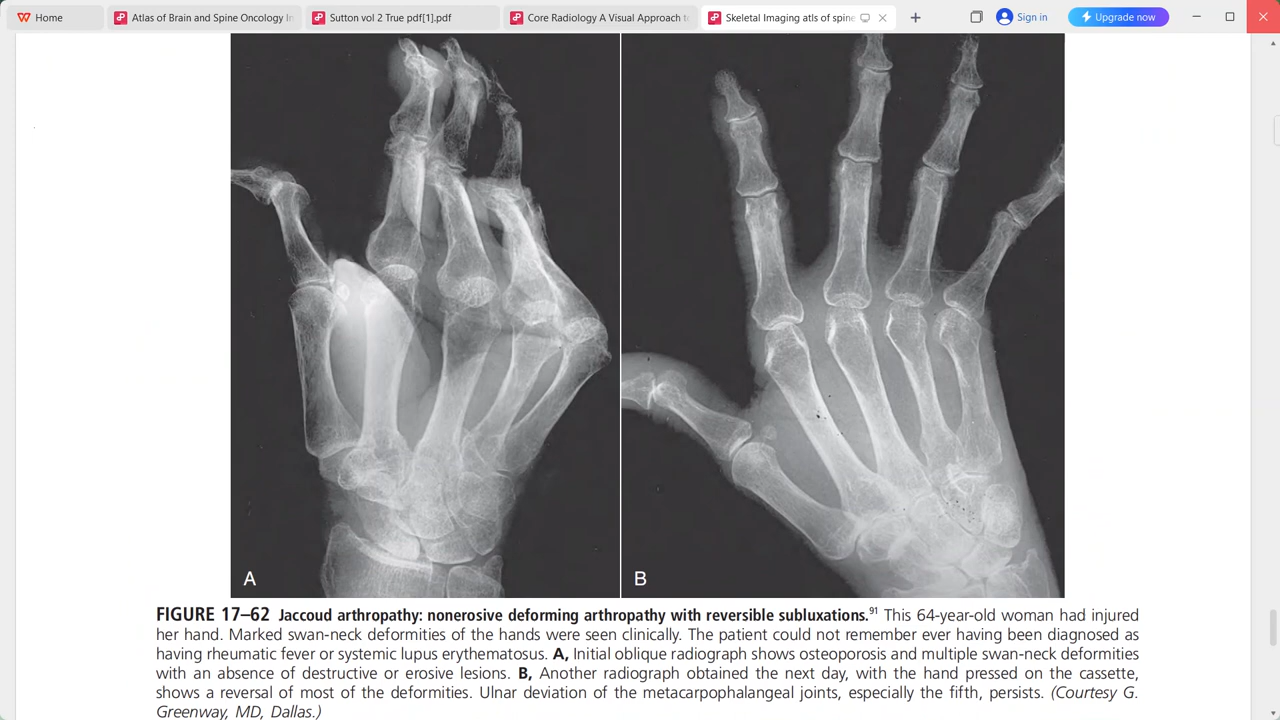 Home
Atlas of Brain and Spine Oncology In
Sutton vol 2 True pdf[1].pdf
Core Radiology A Visual Approach to
Skeletal Imaging atls of spine
Sign in
Upgrade now
A
B
FIGURE 17–62 Jaccoud arthropathy: nonerosive deforming arthropathy with reversible subluxations.91 This 64-year-old woman had injured
her hand. Marked swan-neck deformities of the hands were seen clinically. The patient could not remember ever having been diagnosed as
having rheumatic fever or systemic lupus erythematosus. A, Initial oblique radiograph shows osteoporosis and multiple swan-neck deformities
with an absence of destructive or erosive lesions. B, Another radiograph obtained the next day, with the hand pressed on the cassette,
shows a reversal of most of the deformities. Ulnar deviation of the metacarpophalangeal joints, especially the fifth, persists. (Courtesy G.
Greenway, MD, Dallas.)